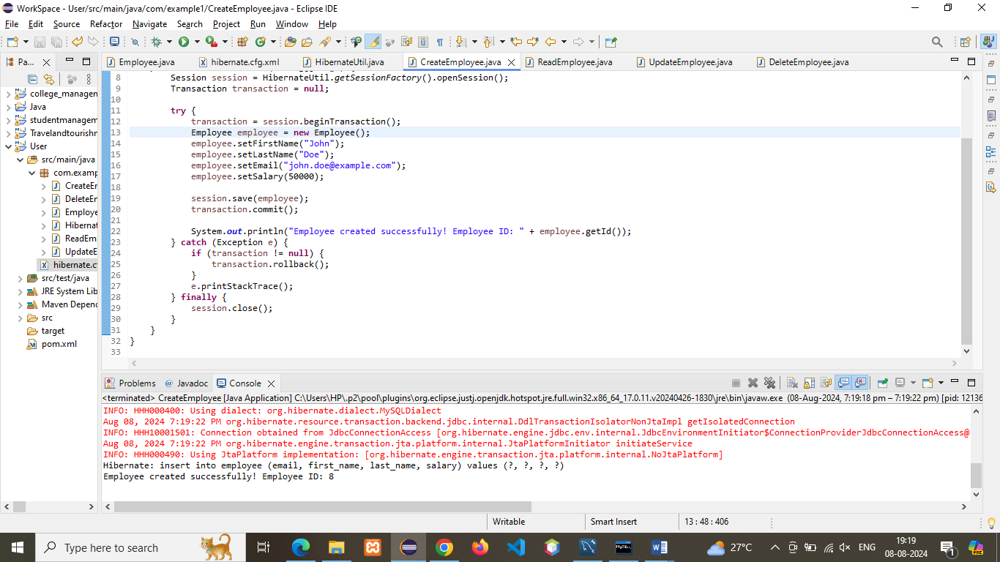 WorkSpace - User/src/main/java/com/example1/CreateEmployee.java - Eclipse IDE
File Edit Source Refactor Navigate Search Project Run Window Help
Pa...
Employee.java hibernate.cfg.xml HibernateUtil.java CreateEmployee.java ReadEmployee.java UpdateEmployee.java DeleteEmployee.java
college_managen
Java
studentmanagem
Travelandtourishn
User
src/main/java
com.examp
CreateEr
DeleteEn
Employe
Hibernat
ReadEm
UpdateE
hibernate.cf
src/test/java
JRE System Lib
Maven Depend
src
target
pom.xml
8 Session session = HibernateUtil.getSessionFactory().openSession();
9 Transaction transaction = null;
10
11 try {
12 transaction = session.beginTransaction();
13 Employee employee = new Employee();
14 employee.setFirstName("John");
15 employee.setLastName("Doe");
16 employee.setEmail("john.doe@example.com");
17 employee.setSalary(50000);
18
19 session.save(employee);
20 transaction.commit();
21
22 System.out.println("Employee created successfully! Employee ID: " + employee.getId());
23 } catch (Exception e) {
24 if (transaction != null) {
25 transaction.rollback();
26 }
27 e.printStackTrace();
28 } finally {
29 session.close();
30 }
31 }
32 }
33
Problems Javadoc Console
<terminated> CreateEmployee [Java Application] C:\Users\HP\.p2\pool\plugins\org.eclipse.justj.openjdk.hotspot.jre.full.win32.x86_64_17.0.11.v20240426-1830\jre\bin\javaw.exe (08-Aug-2024, 7:19:18 pm – 7:19:22 pm) [pid: 12136
INFO: HHH000400: Using dialect: org.hibernate.dialect.MySQLDialect
Aug 08, 2024 7:19:22 PM org.hibernate.resource.transaction.backend.jdbc.internal.DdlTransactionIsolatorNonJtaImpl getIsolatedConnection
INFO: HHH10001501: Connection obtained from JdbcConnectionAccess [org.hibernate.engine.jdbc.env.internal.JdbcEnvironmentInitiator$ConnectionProviderJdbcConnectionAccess@
Aug 08, 2024 7:19:22 PM org.hibernate.engine.transaction.jta.platform.internal.JtaPlatformInitiator initiateService
INFO: HHH000490: Using JtaPlatform implementation: [org.hibernate.engine.transaction.jta.platform.internal.NoJtaPlatform]
Hibernate: insert into employee (email, first_name, last_name, salary) values (?, ?, ?, ?)
Employee created successfully! Employee ID: 8
Writable Smart Insert 13 : 48 : 406
Type here to search
27°C ENG
19:19
08-08-2024
1
PRE